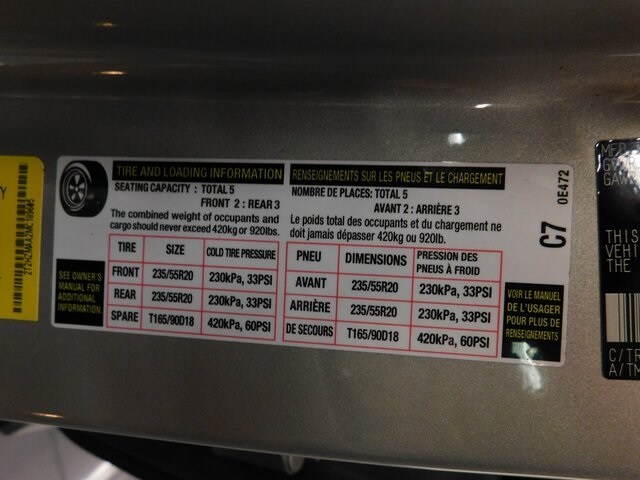 TIRE AND LOADING INFORMATION
SEATING CAPACITY : TOTAL 5
FRONT 2 : REAR 3
The combined weight of occupants and
cargo should never exceed 420kg or 920lbs.
TIRE SIZE COLD TIRE PRESSURE
FRONT 235/55R20 230kPa, 33PSI
REAR 235/55R20 230kPa, 33PSI
SPARE T165/90D18 420kPa, 60PSI
SEE OWNER'S
MANUAL FOR
ADDITIONAL
INFORMATION
RENSEIGNEMENTS SUR LES PNEUS ET LE CHARGEMENT
NOMBRE DE PLACES: TOTAL 5
AVANT 2 : ARRIÈRE 3
Le poids total des occupants et du chargement ne
doit jamais dépasser 420kg ou 920lb.
PNEU DIMENSIONS PRESSION DES
PNEUS À FROID
AVANT 235/55R20 230kPa, 33PSI
ARRIÈRE 235/55R20 230kPa, 33PSI
DE SECOURS T165/90D18 420kPa, 60PSI
VOIR LE MANUEL
DE L'USAGER
POUR PLUS DE
RENSEIGNEMENTS
C7
0E472
THIS
VEHI
THE
C/TR
A/TM